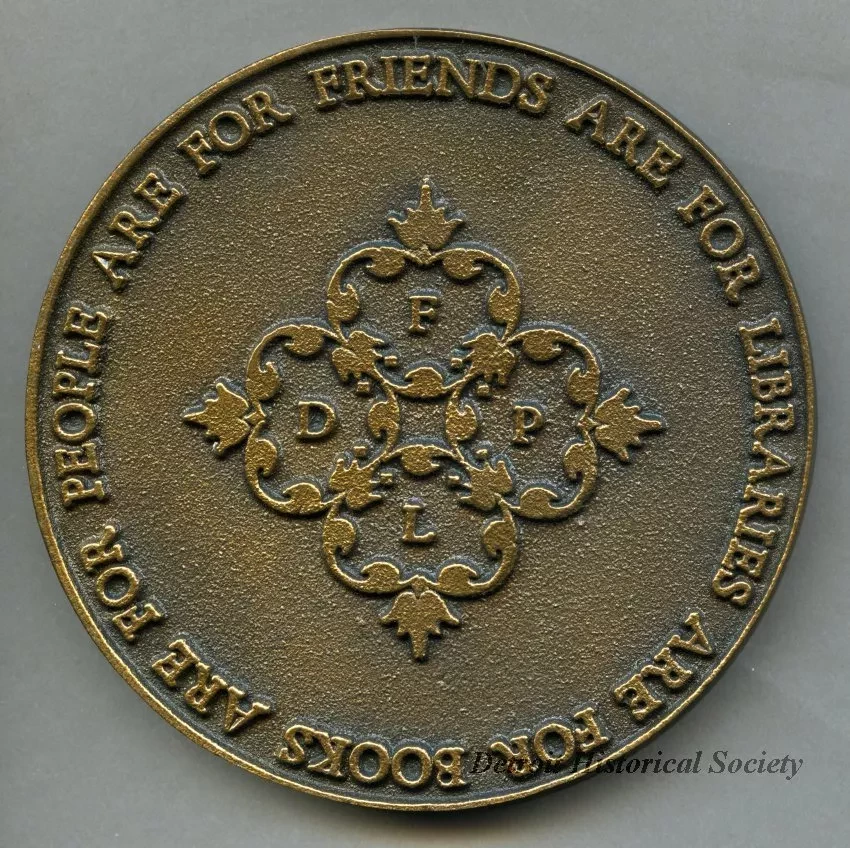 FRIENDS ARE FOR LIBRARIES ARE FOR BOOKS ARE FOR PEOPLE ARE FOR
F
D P
L
Detroit Historical Society